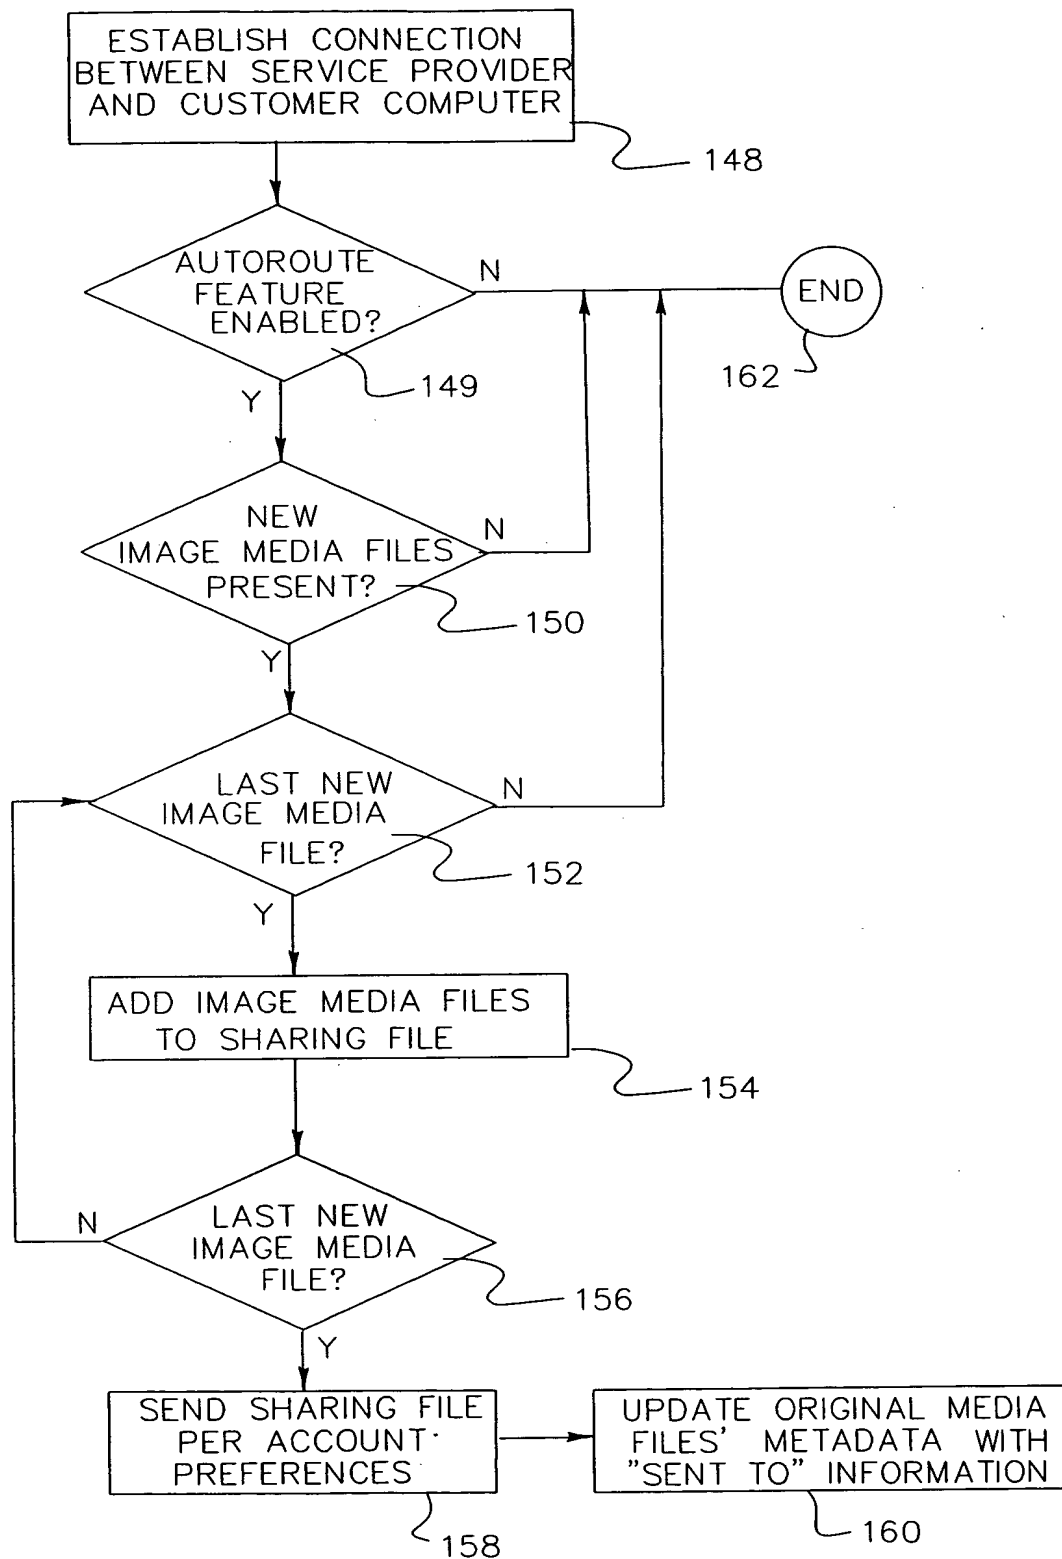 ESTABLISH CONNECTION
BETWEEN SERVICE PROVIDER
AND CUSTOMER COMPUTER
148
AUTOROUTE
FEATURE
ENABLED?
N
END
162
149
Y
NEW
IMAGE MEDIA FILES
PRESENT?
N
150
Y
LAST NEW
IMAGE MEDIA
FILE?
N
152
Y
ADD IMAGE MEDIA FILES
TO SHARING FILE
154
N
LAST NEW
IMAGE MEDIA
FILE?
156
Y
SEND SHARING FILE
PER ACCOUNT
PREFERENCES
158
UPDATE ORIGINAL MEDIA
FILES' METADATA WITH
"SENT TO" INFORMATION
160